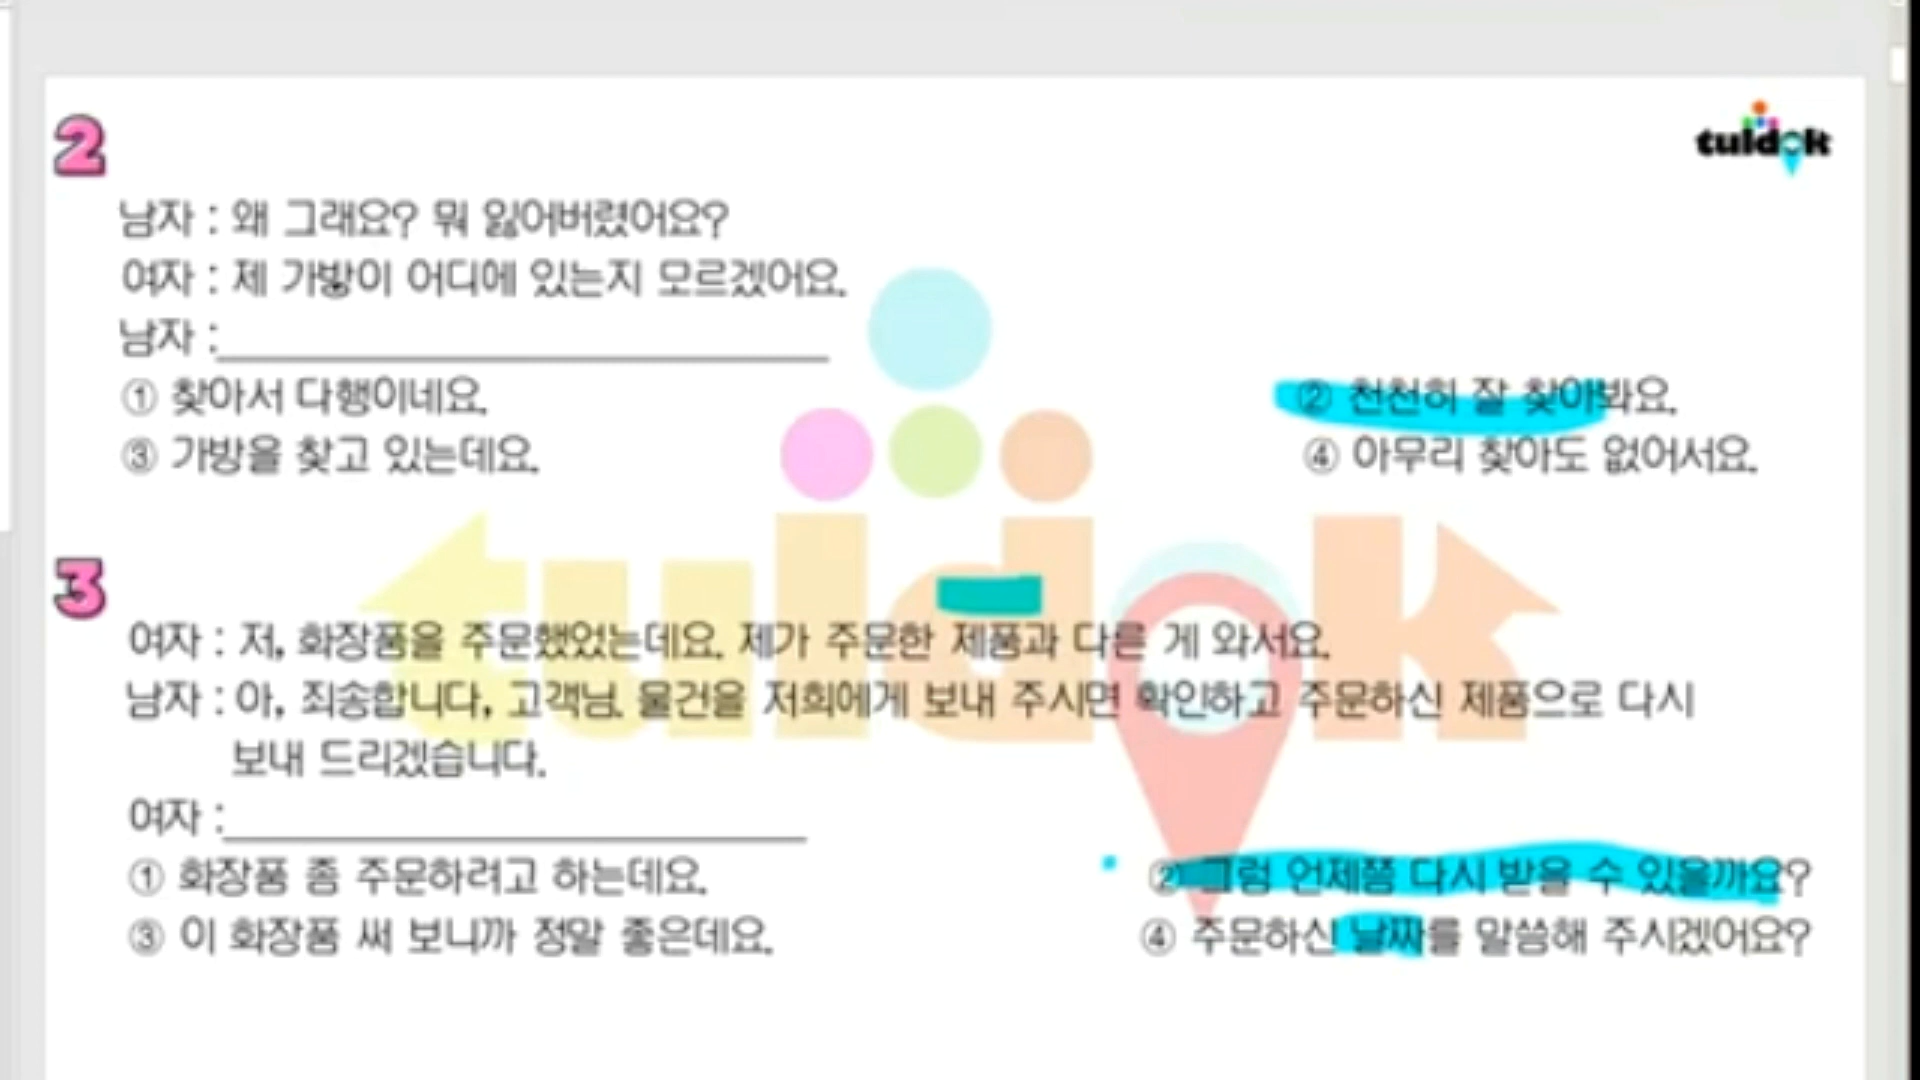 2
tuldok
남자 : 왜 그래요? 뭐 잃어버렸어요?
여자 : 제 가방이 어디에 있는지 모르겠어요.
남자 :
① 찾아서 다행이네요.
② 천천히 잘 찾아봐요.
③ 가방을 찾고 있는데요.
④ 아무리 찾아도 없어서요.
tuldok
3
여자 : 저, 화장품을 주문했었는데요. 제가 주문한 제품과 다른 게 와서요.
남자 : 아, 죄송합니다, 고객님. 물건을 저희에게 보내 주시면 확인하고 주문하신 제품으로 다시
보내 드리겠습니다.
여자 :
① 화장품 좀 주문하려고 하는데요.
② 그럼 언제쯤 다시 받을 수 있을까요?
③ 이 화장품 써 보니까 정말 좋은데요.
④ 주문하신 날짜를 말씀해 주시겠어요?